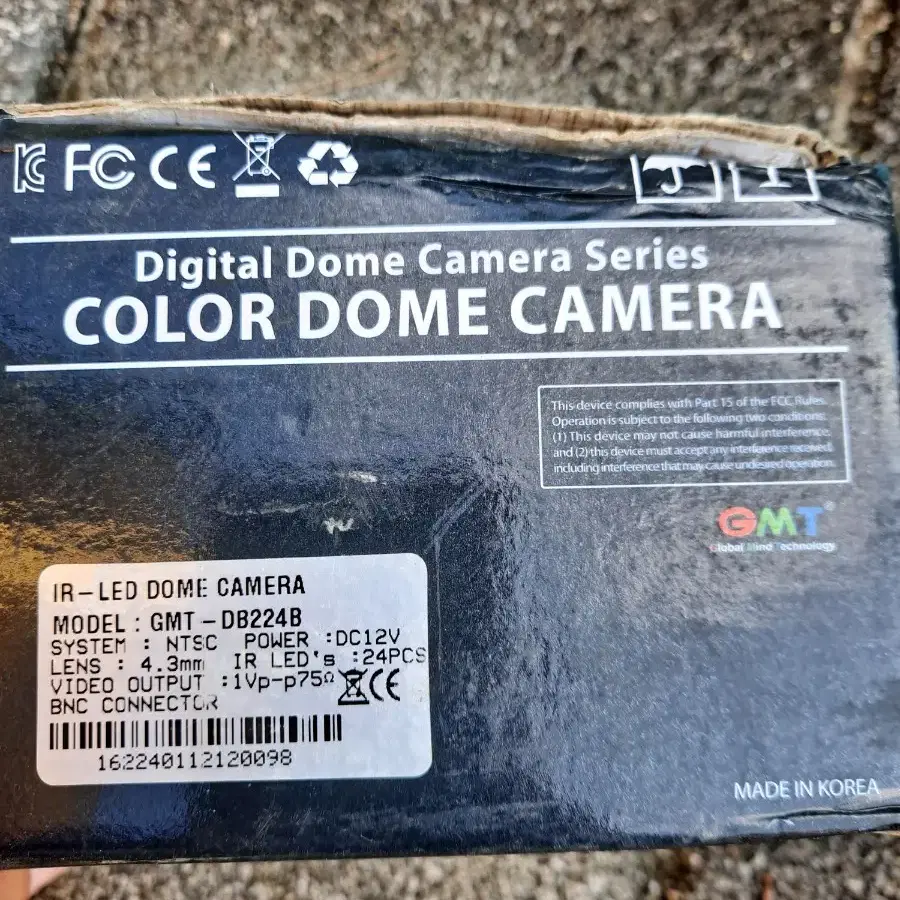 FC CE
Digital Dome Camera Series
COLOR DOME CAMERA
This device complies with Part 15 of the FCC Rules.
Operation is subject to the following two conditions:
(1) This device may not cause harmful interference,
and (2) this device must accept any interference received,
including interference that may cause undesired operation.
GMT®
Global Mind Technology
IR-LED DOME CAMERA
MODEL : GMT-DB224B
SYSTEM : NTSC POWER :DC12V
LENS : 4.3mm IR LED's :24PCS
VIDEO OUTPUT :1Vp-p75Ω CE
BNC CONNECTOR
162240112120098
MADE IN KOREA